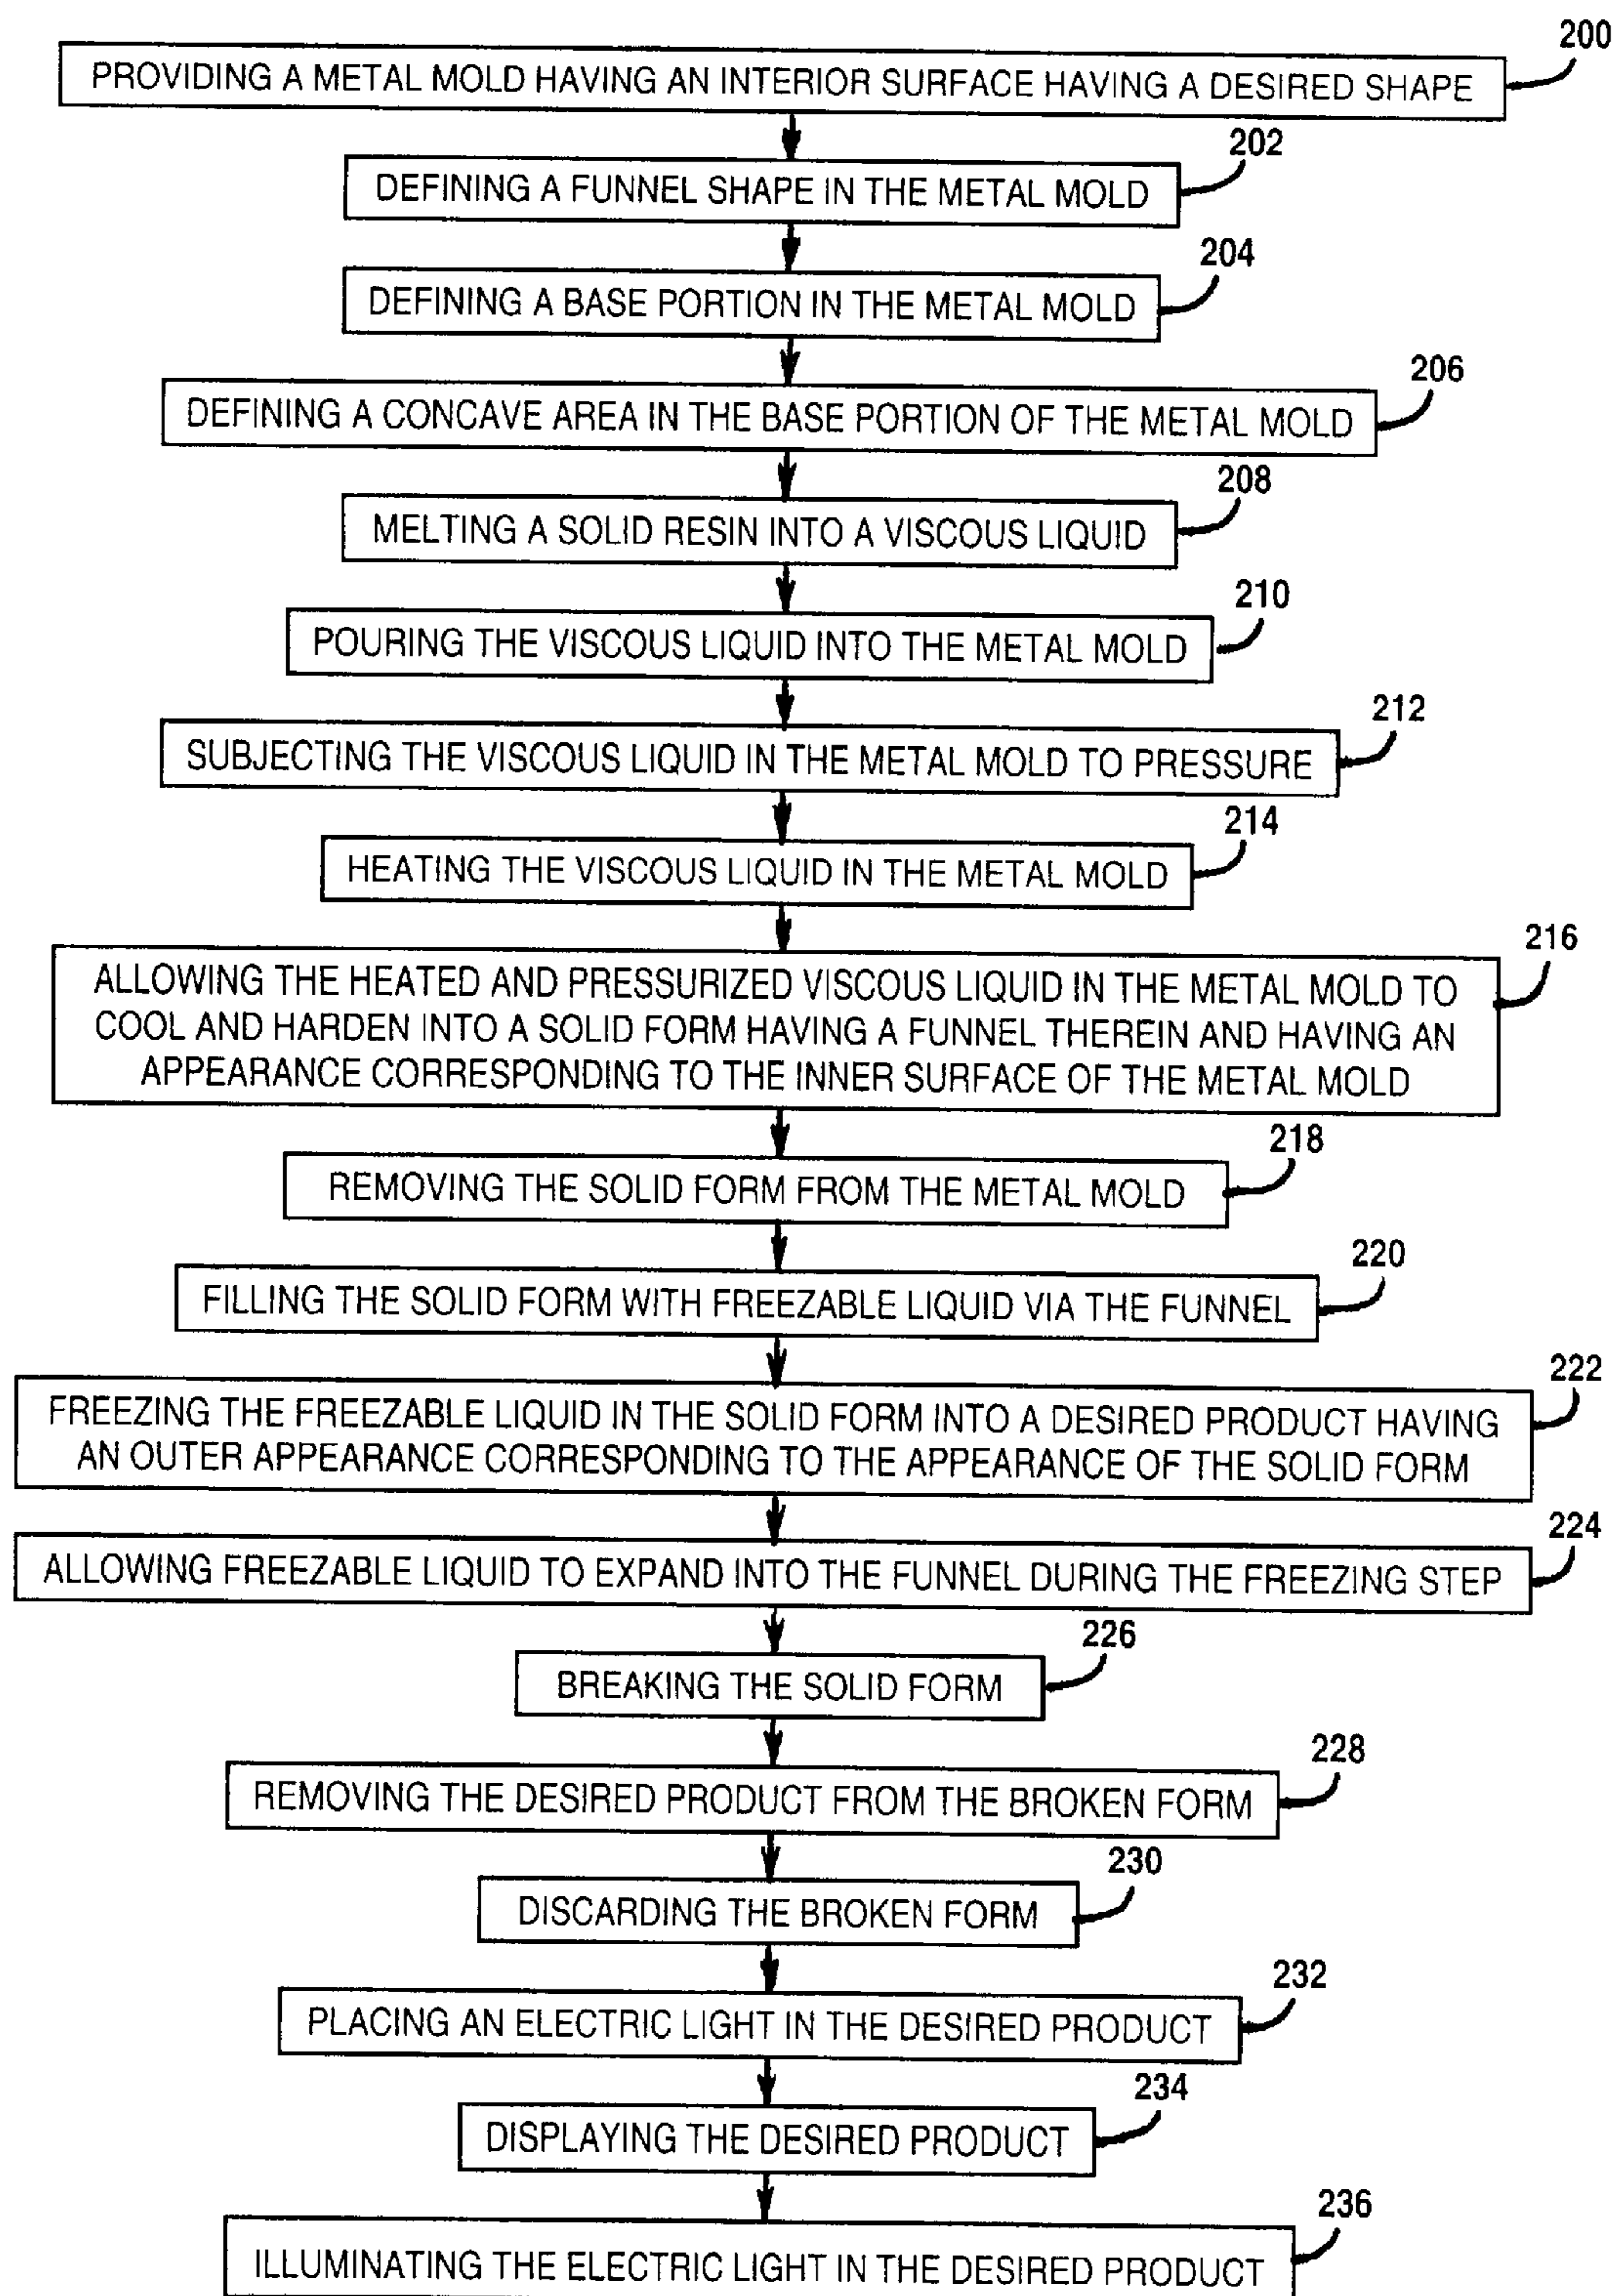 200
PROVIDING A METAL MOLD HAVING AN INTERIOR SURFACE HAVING A DESIRED SHAPE
202
DEFINING A FUNNEL SHAPE IN THE METAL MOLD
204
DEFINING A BASE PORTION IN THE METAL MOLD
206
DEFINING A CONCAVE AREA IN THE BASE PORTION OF THE METAL MOLD
208
MELTING A SOLID RESIN INTO A VISCOUS LIQUID
210
POURING THE VISCOUS LIQUID INTO THE METAL MOLD
212
SUBJECTING THE VISCOUS LIQUID IN THE METAL MOLD TO PRESSURE
214
HEATING THE VISCOUS LIQUID IN THE METAL MOLD
216
ALLOWING THE HEATED AND PRESSURIZED VISCOUS LIQUID IN THE METAL MOLD TO
COOL AND HARDEN INTO A SOLID FORM HAVING A FUNNEL THEREIN AND HAVING AN
APPEARANCE CORRESPONDING TO THE INNER SURFACE OF THE METAL MOLD
218
REMOVING THE SOLID FORM FROM THE METAL MOLD
220
FILLING THE SOLID FORM WITH FREEZABLE LIQUID VIA THE FUNNEL
222
FREEZING THE FREEZABLE LIQUID IN THE SOLID FORM INTO A DESIRED PRODUCT HAVING
AN OUTER APPEARANCE CORRESPONDING TO THE APPEARANCE OF THE SOLID FORM
224
ALLOWING FREEZABLE LIQUID TO EXPAND INTO THE FUNNEL DURING THE FREEZING STEP
226
BREAKING THE SOLID FORM
228
REMOVING THE DESIRED PRODUCT FROM THE BROKEN FORM
230
DISCARDING THE BROKEN FORM
232
PLACING AN ELECTRIC LIGHT IN THE DESIRED PRODUCT
234
DISPLAYING THE DESIRED PRODUCT
236
ILLUMINATING THE ELECTRIC LIGHT IN THE DESIRED PRODUCT